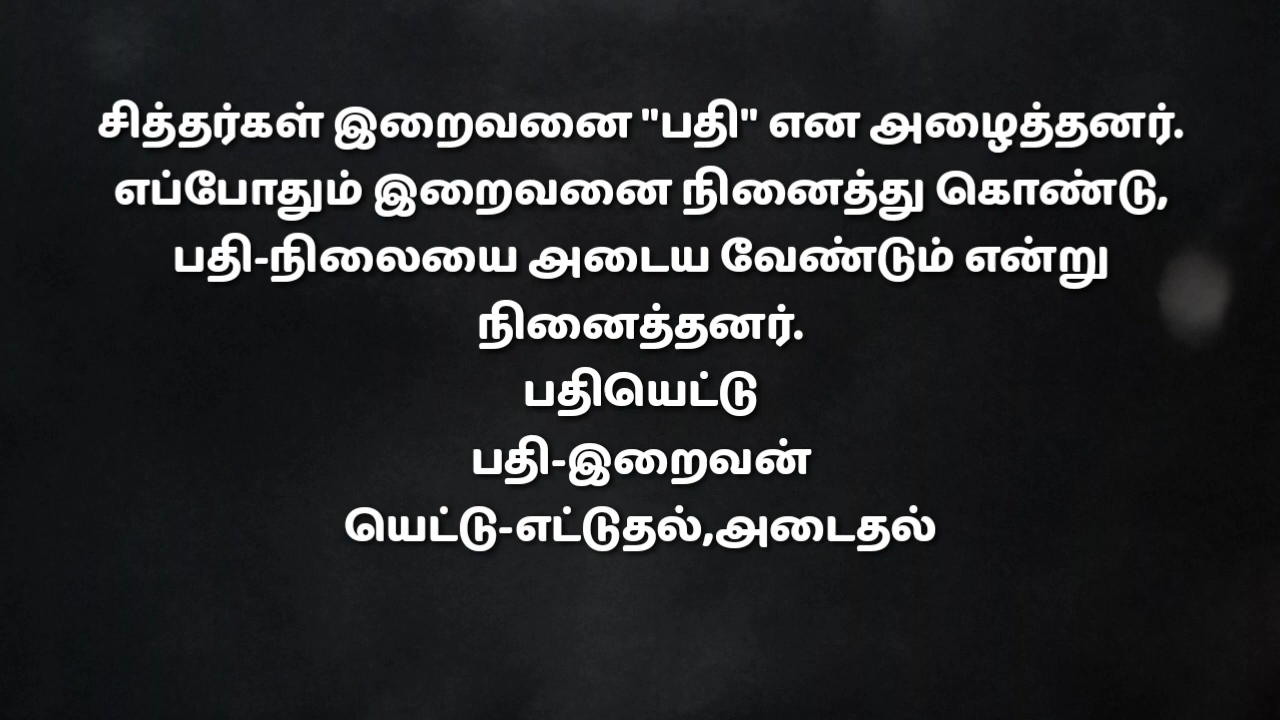 சித்தர்கள் இறைவனை "பதி" என அழைத்தனர்.
எப்போதும் இறைவனை நினைத்து கொண்டு,
பதி-நிலையை அடைய வேண்டும் என்று
நினைத்தனர்.
பதியெட்டு
பதி-இறைவன்
யெட்டு-எட்டுதல்,அடைதல்